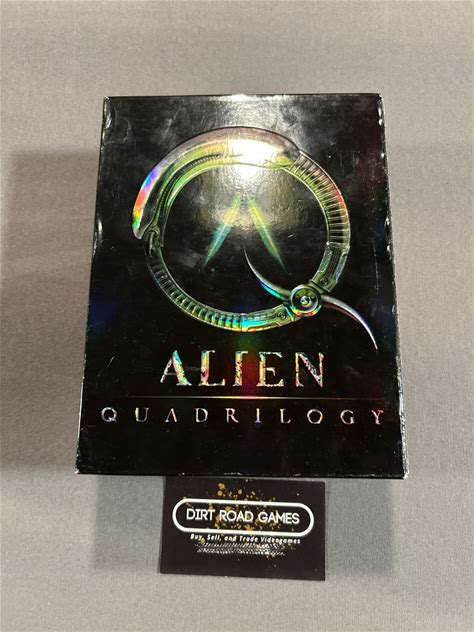 ALIEN
QUADRILOGY
DIRT ROAD GAMES
Buy, Sell, and Trade Videogames